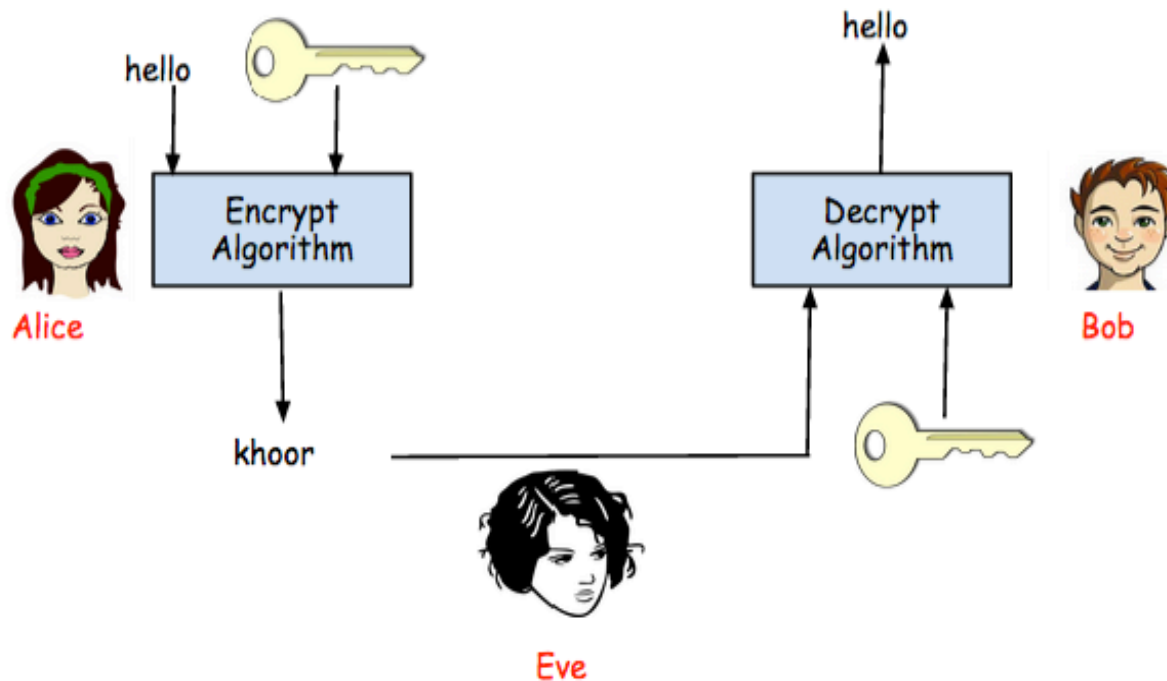 hello
hello
Encrypt
Algorithm
Decrypt
Algorithm
Alice
Bob
khoor
Eve